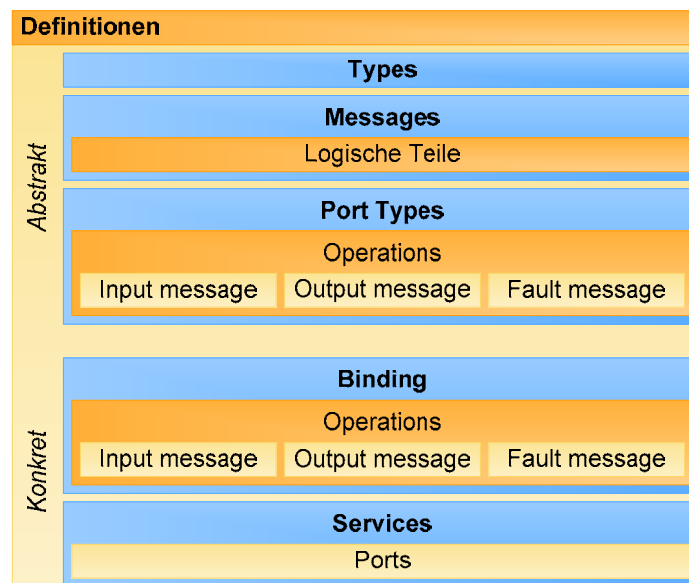 Definitionen
Abstrakt
Types
Messages
Logische Teile
Port Types
Operations
Input message Output message Fault message
Konkret
Binding
Operations
Input message Output message Fault message
Services
Ports